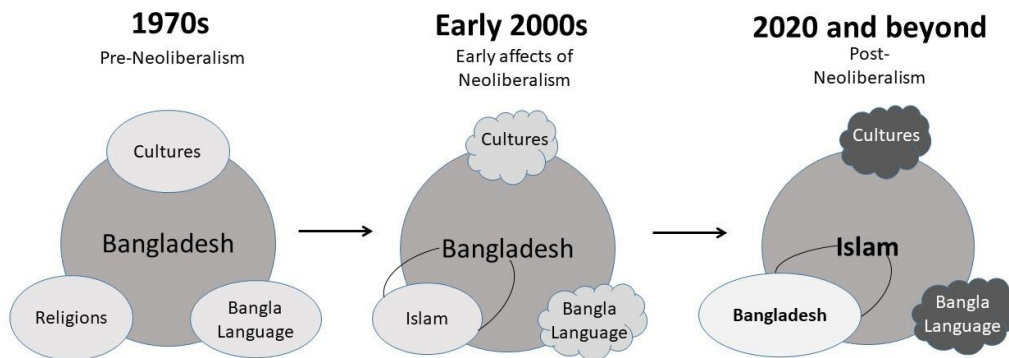 1970s
Pre-Neoliberalism
Cultures
Bangladesh
Religions
Bangla
Language
Early 2000s
Early affects of
Neoliberalism
Cultures
Bangladesh
Islam
Bangla
Language
2020 and beyond
Post-
Neoliberalism
Cultures
Islam
Bangladesh
Bangla
Language